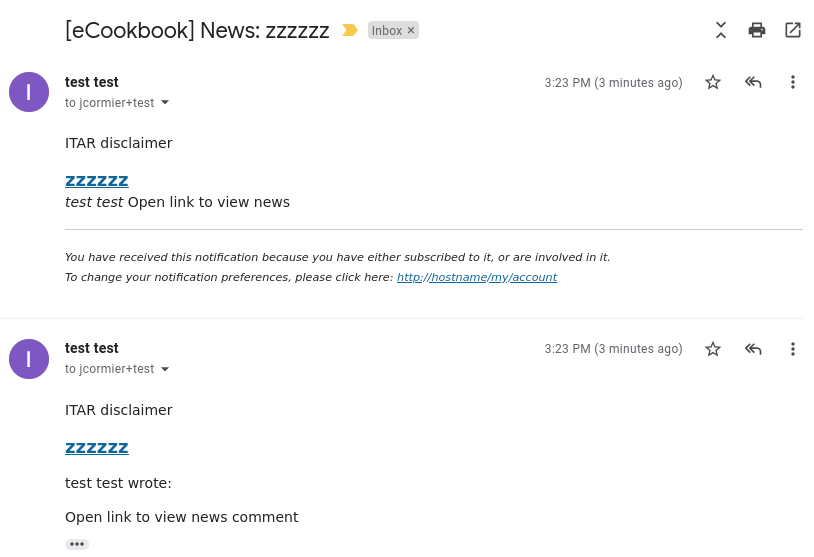 [eCookbook] News: zzzzzz Inbox ×
I
test test 3:23 PM (3 minutes ago)
to jcormier+test
ITAR disclaimer
zzzzzz
test test Open link to view news
You have received this notification because you have either subscribed to it, or are involved in it.
To change your notification preferences, please click here: http://hostname/my/account
I
test test 3:23 PM (3 minutes ago)
to jcormier+test
ITAR disclaimer
zzzzzz
test test wrote:
Open link to view news comment